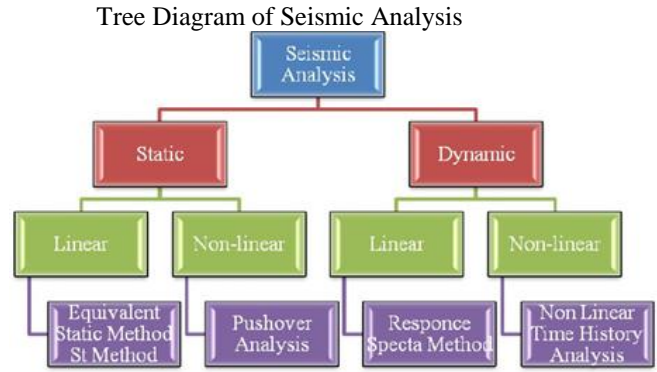 Tree Diagram of Seismic Analysis
Seismic
Analysis
Static
Dynamic
Linear
Non-linear
Linear
Non-linear
Equivalent
Static Method
St Method
Pushover
Analysis
Responce
Specta Method
Non Linear
Time History
Analysis